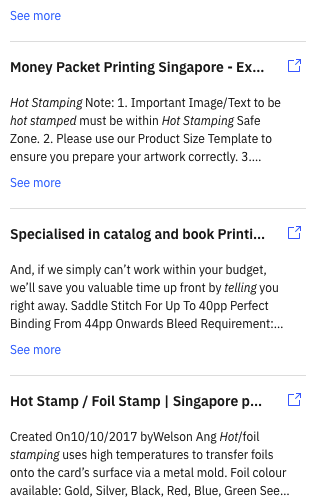 See more
Money Packet Printing Singapore - Ex...
Hot Stamping Note: 1. Important Image/Text to be
hot stamped must be within Hot Stamping Safe
Zone. 2. Please use our Product Size Template to
ensure you prepare your artwork correctly. 3....
See more
Specialised in catalog and book Printi...
And, if we simply can’t work within your budget,
we’ll save you valuable time up front by telling you
right away. Saddle Stitch For Up To 40pp Perfect
Binding From 44pp Onwards Bleed Requirement:...
See more
Hot Stamp / Foil Stamp | Singapore p...
Created On10/10/2017 byWelson Ang Hot/foil
stamping uses high temperatures to transfer foils
onto the card’s surface via a metal mold. Foil colour
available: Gold, Silver, Black, Red, Blue, Green See...